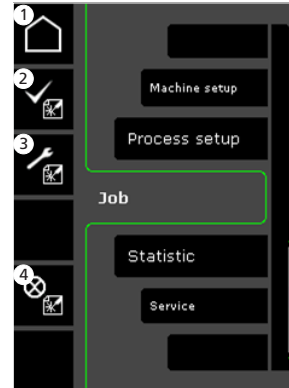 1
2
Machine setup
3
Process setup
Job
Statistic
4
Service